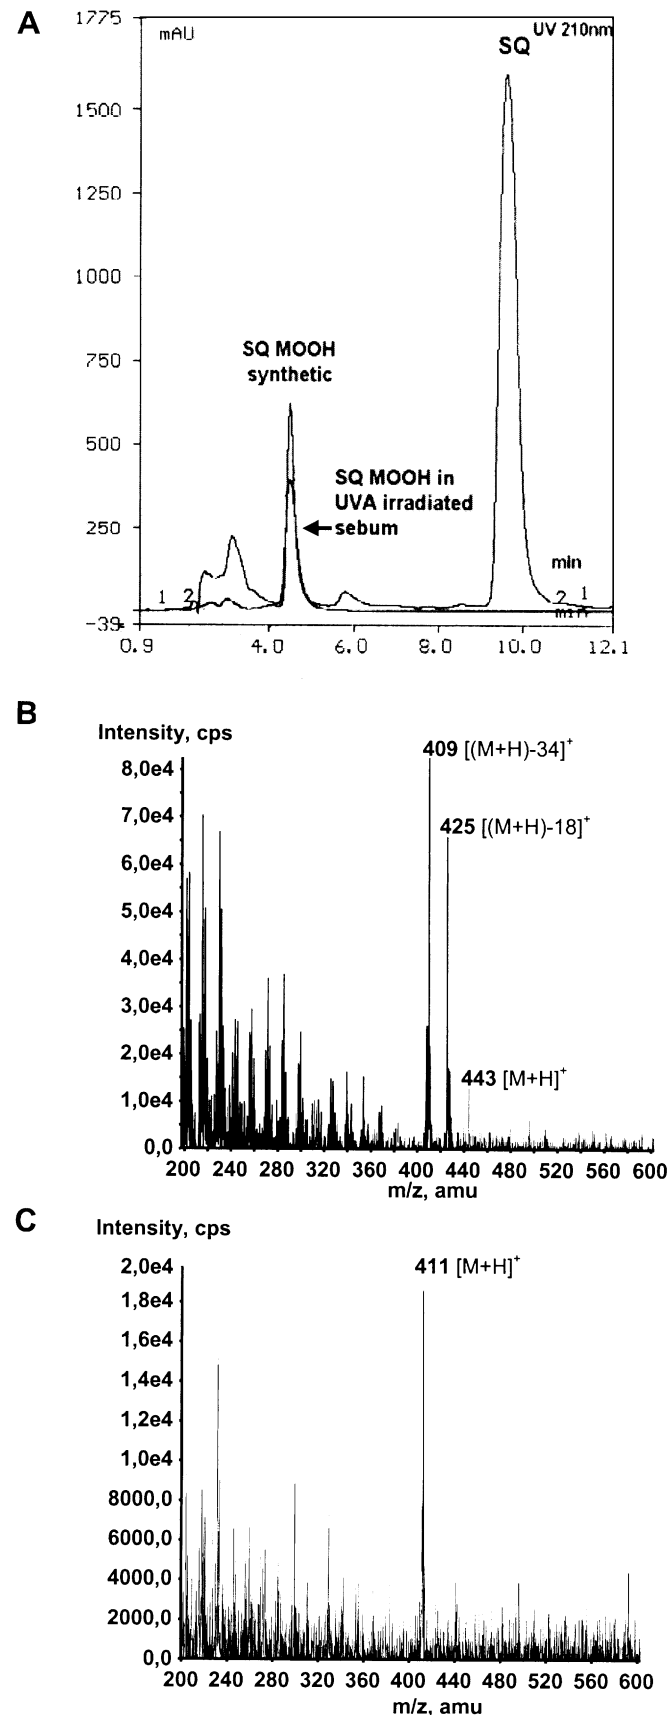 A
1775
mAU
UV 210nm
SQ
1500
1250
1000
750
SQ MOOH
synthetic
500
SQ MOOH in
UVA irradiated
sebum
250
min
1
2
2
1
min
-39
0.9
4.0
6.0
8.0
10.0
12.1
B
Intensity, cps
409 [(M+H)-34]+
8,0e4
425 [(M+H)-18]+
7,0e4
6,0e4
5,0e4
4,0e4
3,0e4
2,0e4
443 [M+H]+
1,0e4
0,0
200 240 280 320 360 400 440 480 520 560 600
m/z, amu
C
Intensity, cps
2,0e4
411 [M+H]+
1,8e4
1,6e4
1,4e4
1,2e4
1,0e4
8000,0
6000,0
4000,0
2000,0
0,0
200 240 280 320 360 400 440 480 520 560 600
m/z, amu